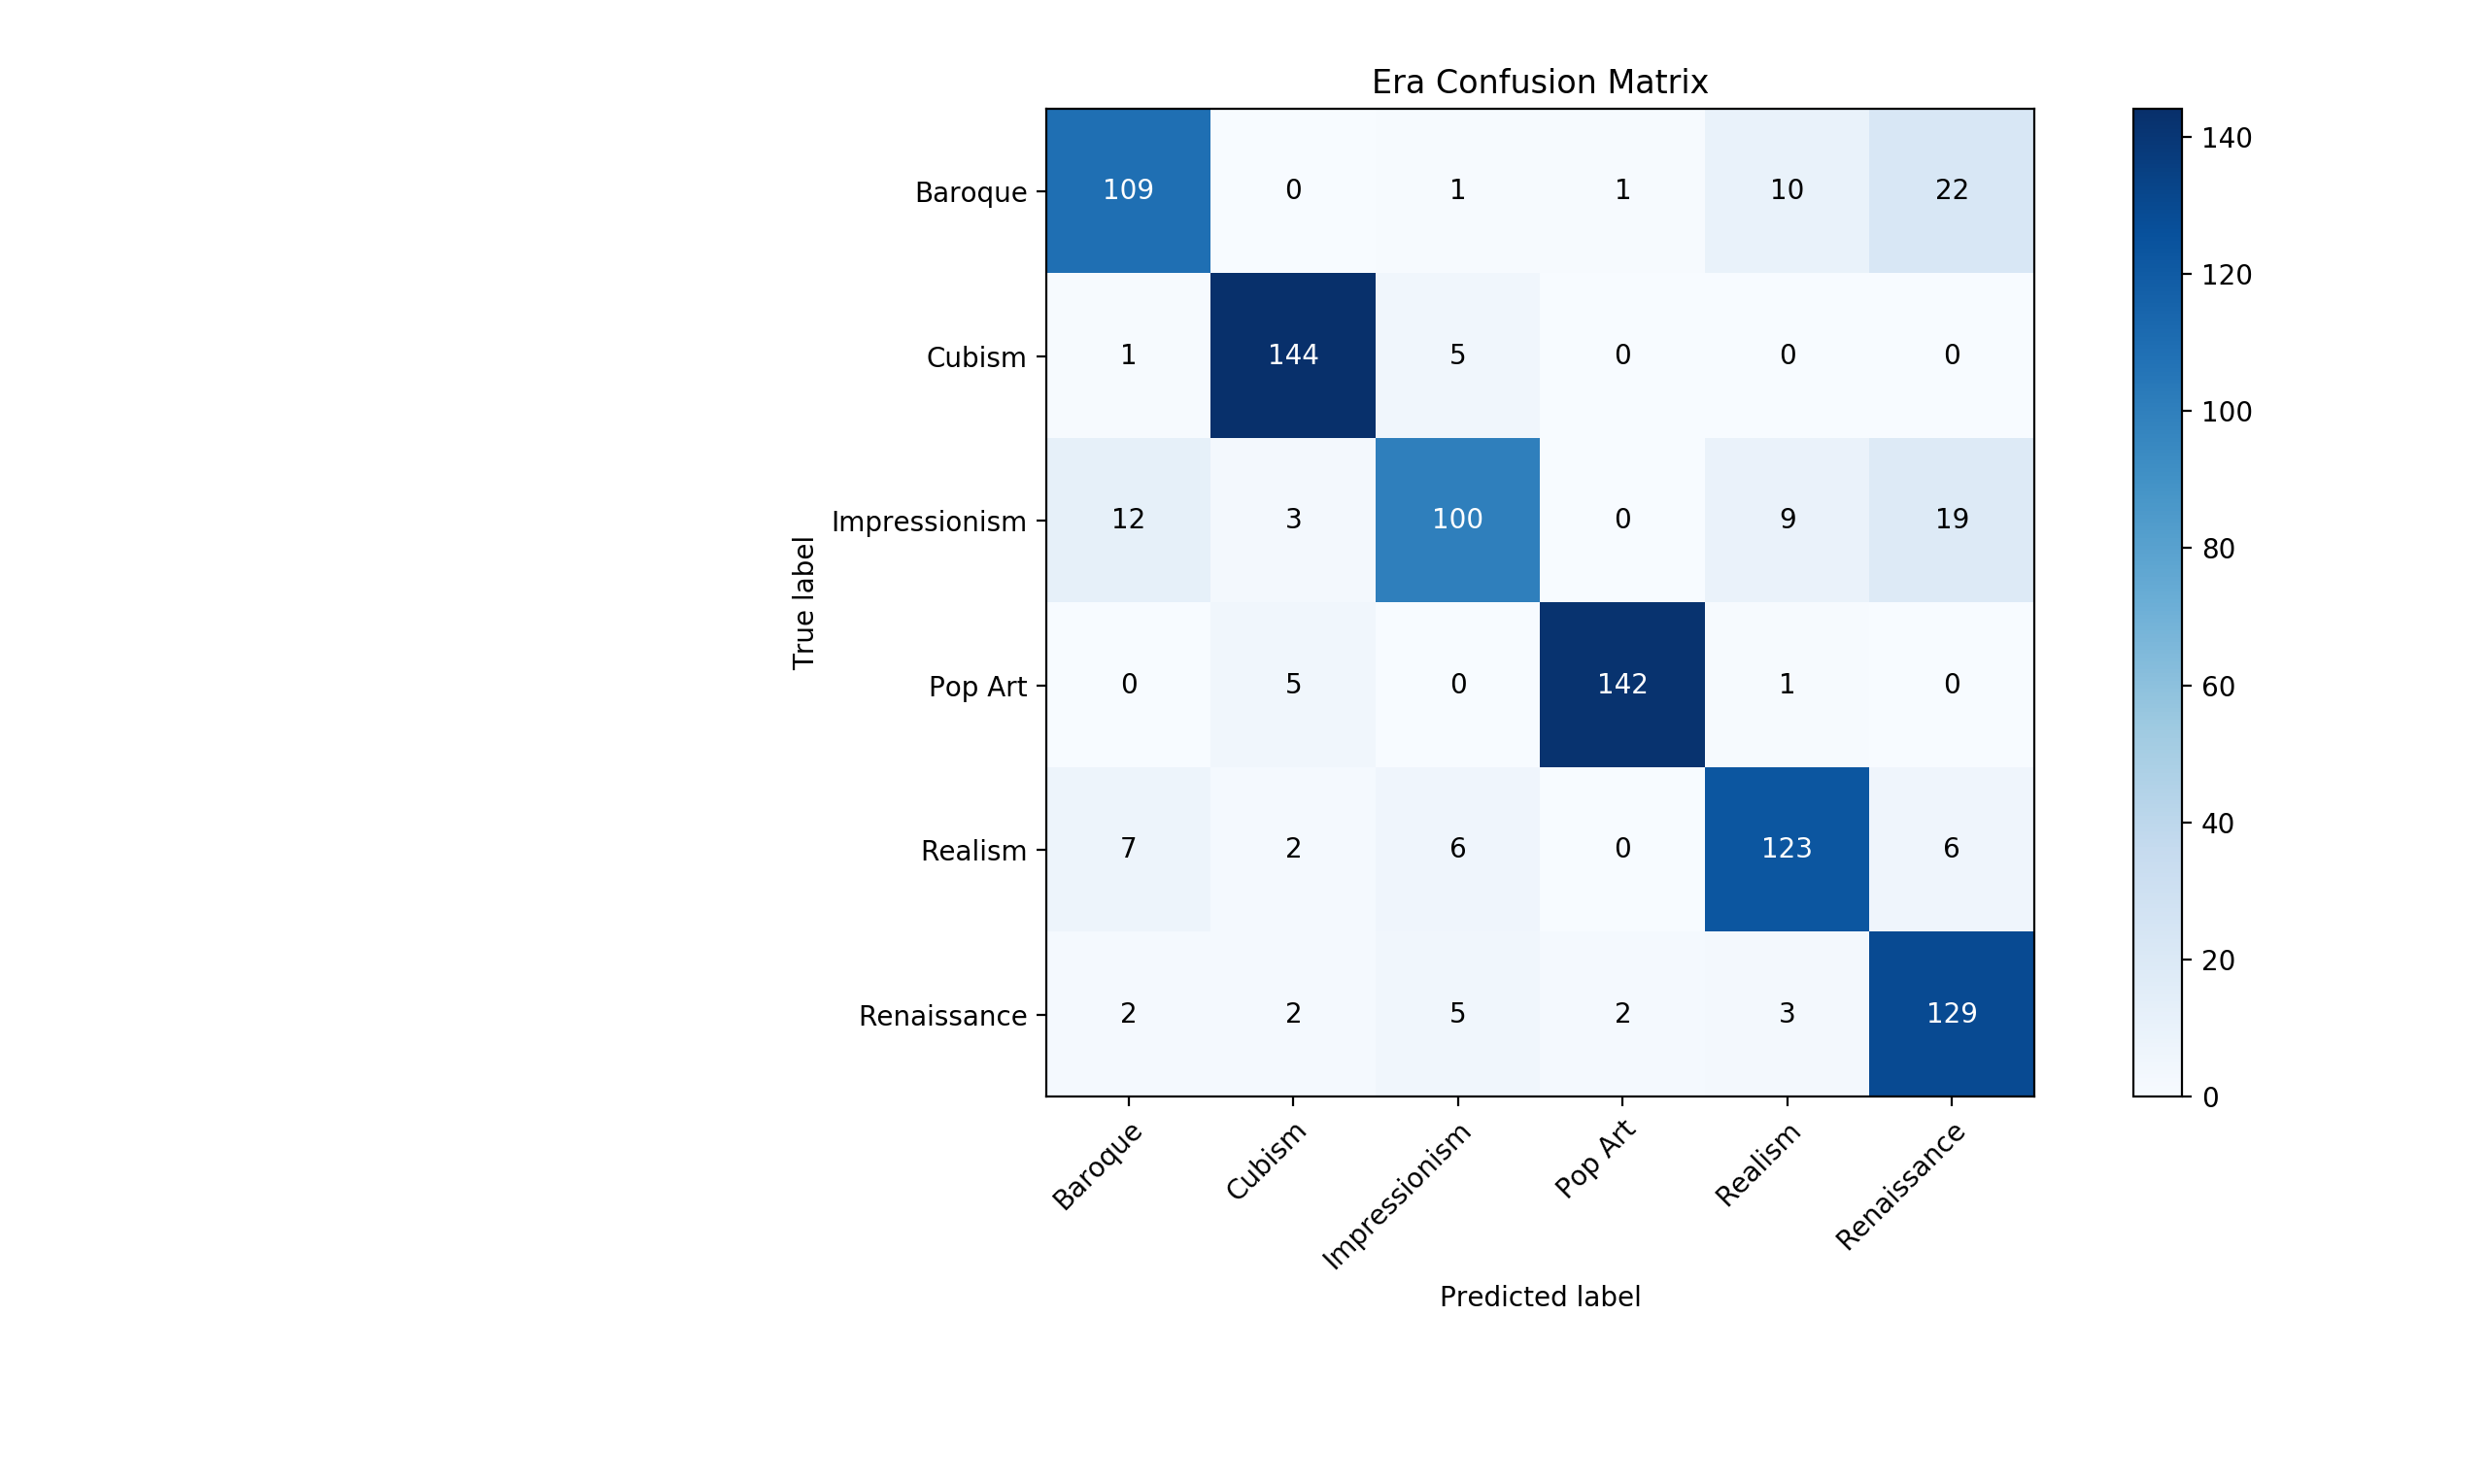 Era Confusion Matrix
Baroque 109 0 1 1 10 22
Cubism 1 144 5 0 0 0
Impressionism 12 3 100 0 9 19
Pop Art 0 5 0 142 1 0
Realism 7 2 6 0 123 6
Renaissance 2 2 5 2 3 129
True label
Baroque Cubism Impressionism Pop Art Realism Renaissance
Predicted label
140
120
100
80
60
40
20
0